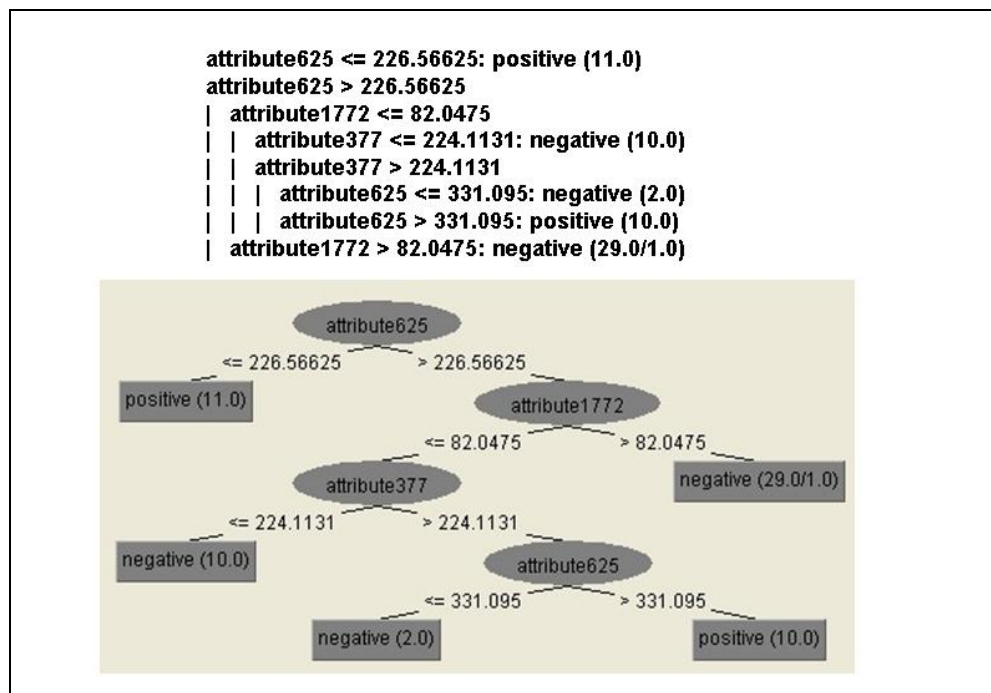 attribute625 <= 226.56625: positive (11.0)
attribute625 > 226.56625
| attribute1772 <= 82.0475
| | attribute377 <= 224.1131: negative (10.0)
| | attribute377 > 224.1131
| | | attribute625 <= 331.095: negative (2.0)
| | | attribute625 > 331.095: positive (10.0)
| attribute1772 > 82.0475: negative (29.0/1.0)
attribute625
<= 226.56625 > 226.56625
positive (11.0) attribute1772
<= 82.0475 > 82.0475
attribute377 negative (29.0/1.0)
<= 224.1131 > 224.1131
negative (10.0) attribute625
<= 331.095 > 331.095
negative (2.0) positive (10.0)